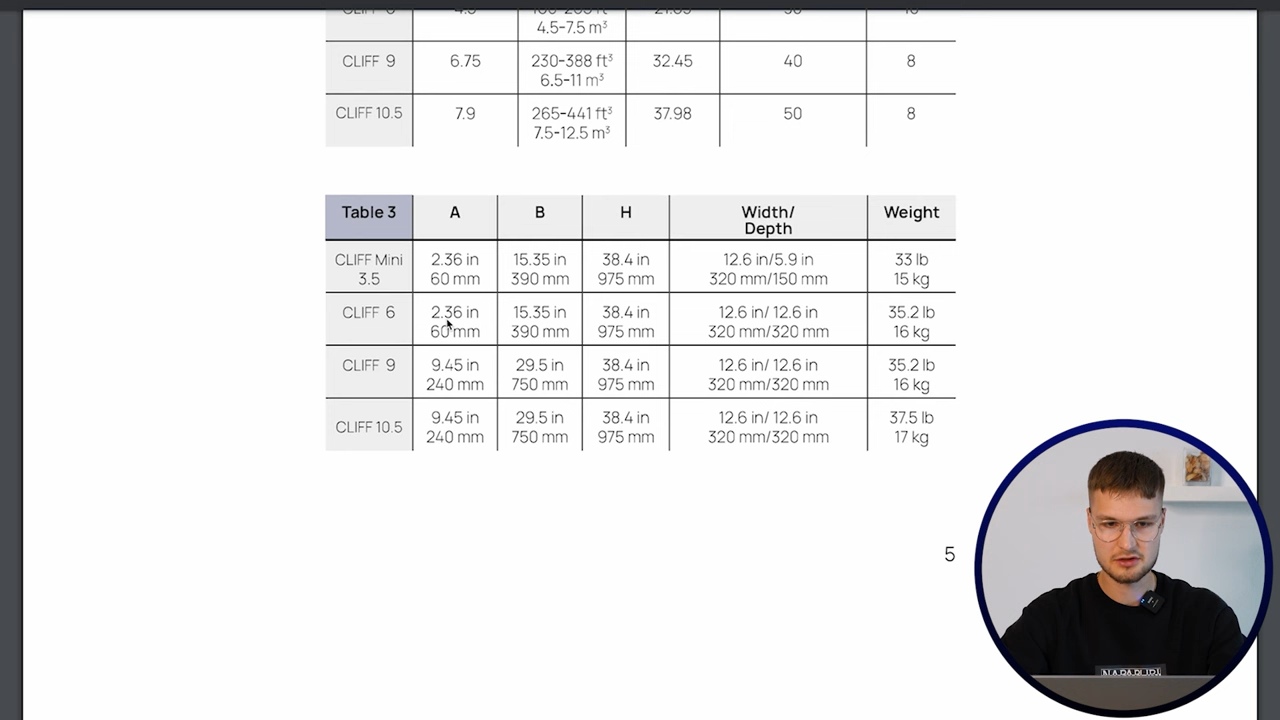 4.5-7.5 m³
CLIFF 9 6.75 230-388 ft³ 32.45 40 8
6.5-11 m³
CLIFF 10.5 7.9 265-441 ft³ 37.98 50 8
7.5-12.5 m³
Table 3 A B H Width/ Weight
Depth
CLIFF Mini 2.36 in 15.35 in 38.4 in 12.6 in/5.9 in 33 lb
3.5 60 mm 390 mm 975 mm 320 mm/150 mm 15 kg
CLIFF 6 2.36 in 15.35 in 38.4 in 12.6 in/ 12.6 in 35.2 lb
60 mm 390 mm 975 mm 320 mm/320 mm 16 kg
CLIFF 9 9.45 in 29.5 in 38.4 in 12.6 in/ 12.6 in 35.2 lb
240 mm 750 mm 975 mm 320 mm/320 mm 16 kg
CLIFF 10.5 9.45 in 29.5 in 38.4 in 12.6 in/ 12.6 in 37.5 lb
240 mm 750 mm 975 mm 320 mm/320 mm 17 kg
5